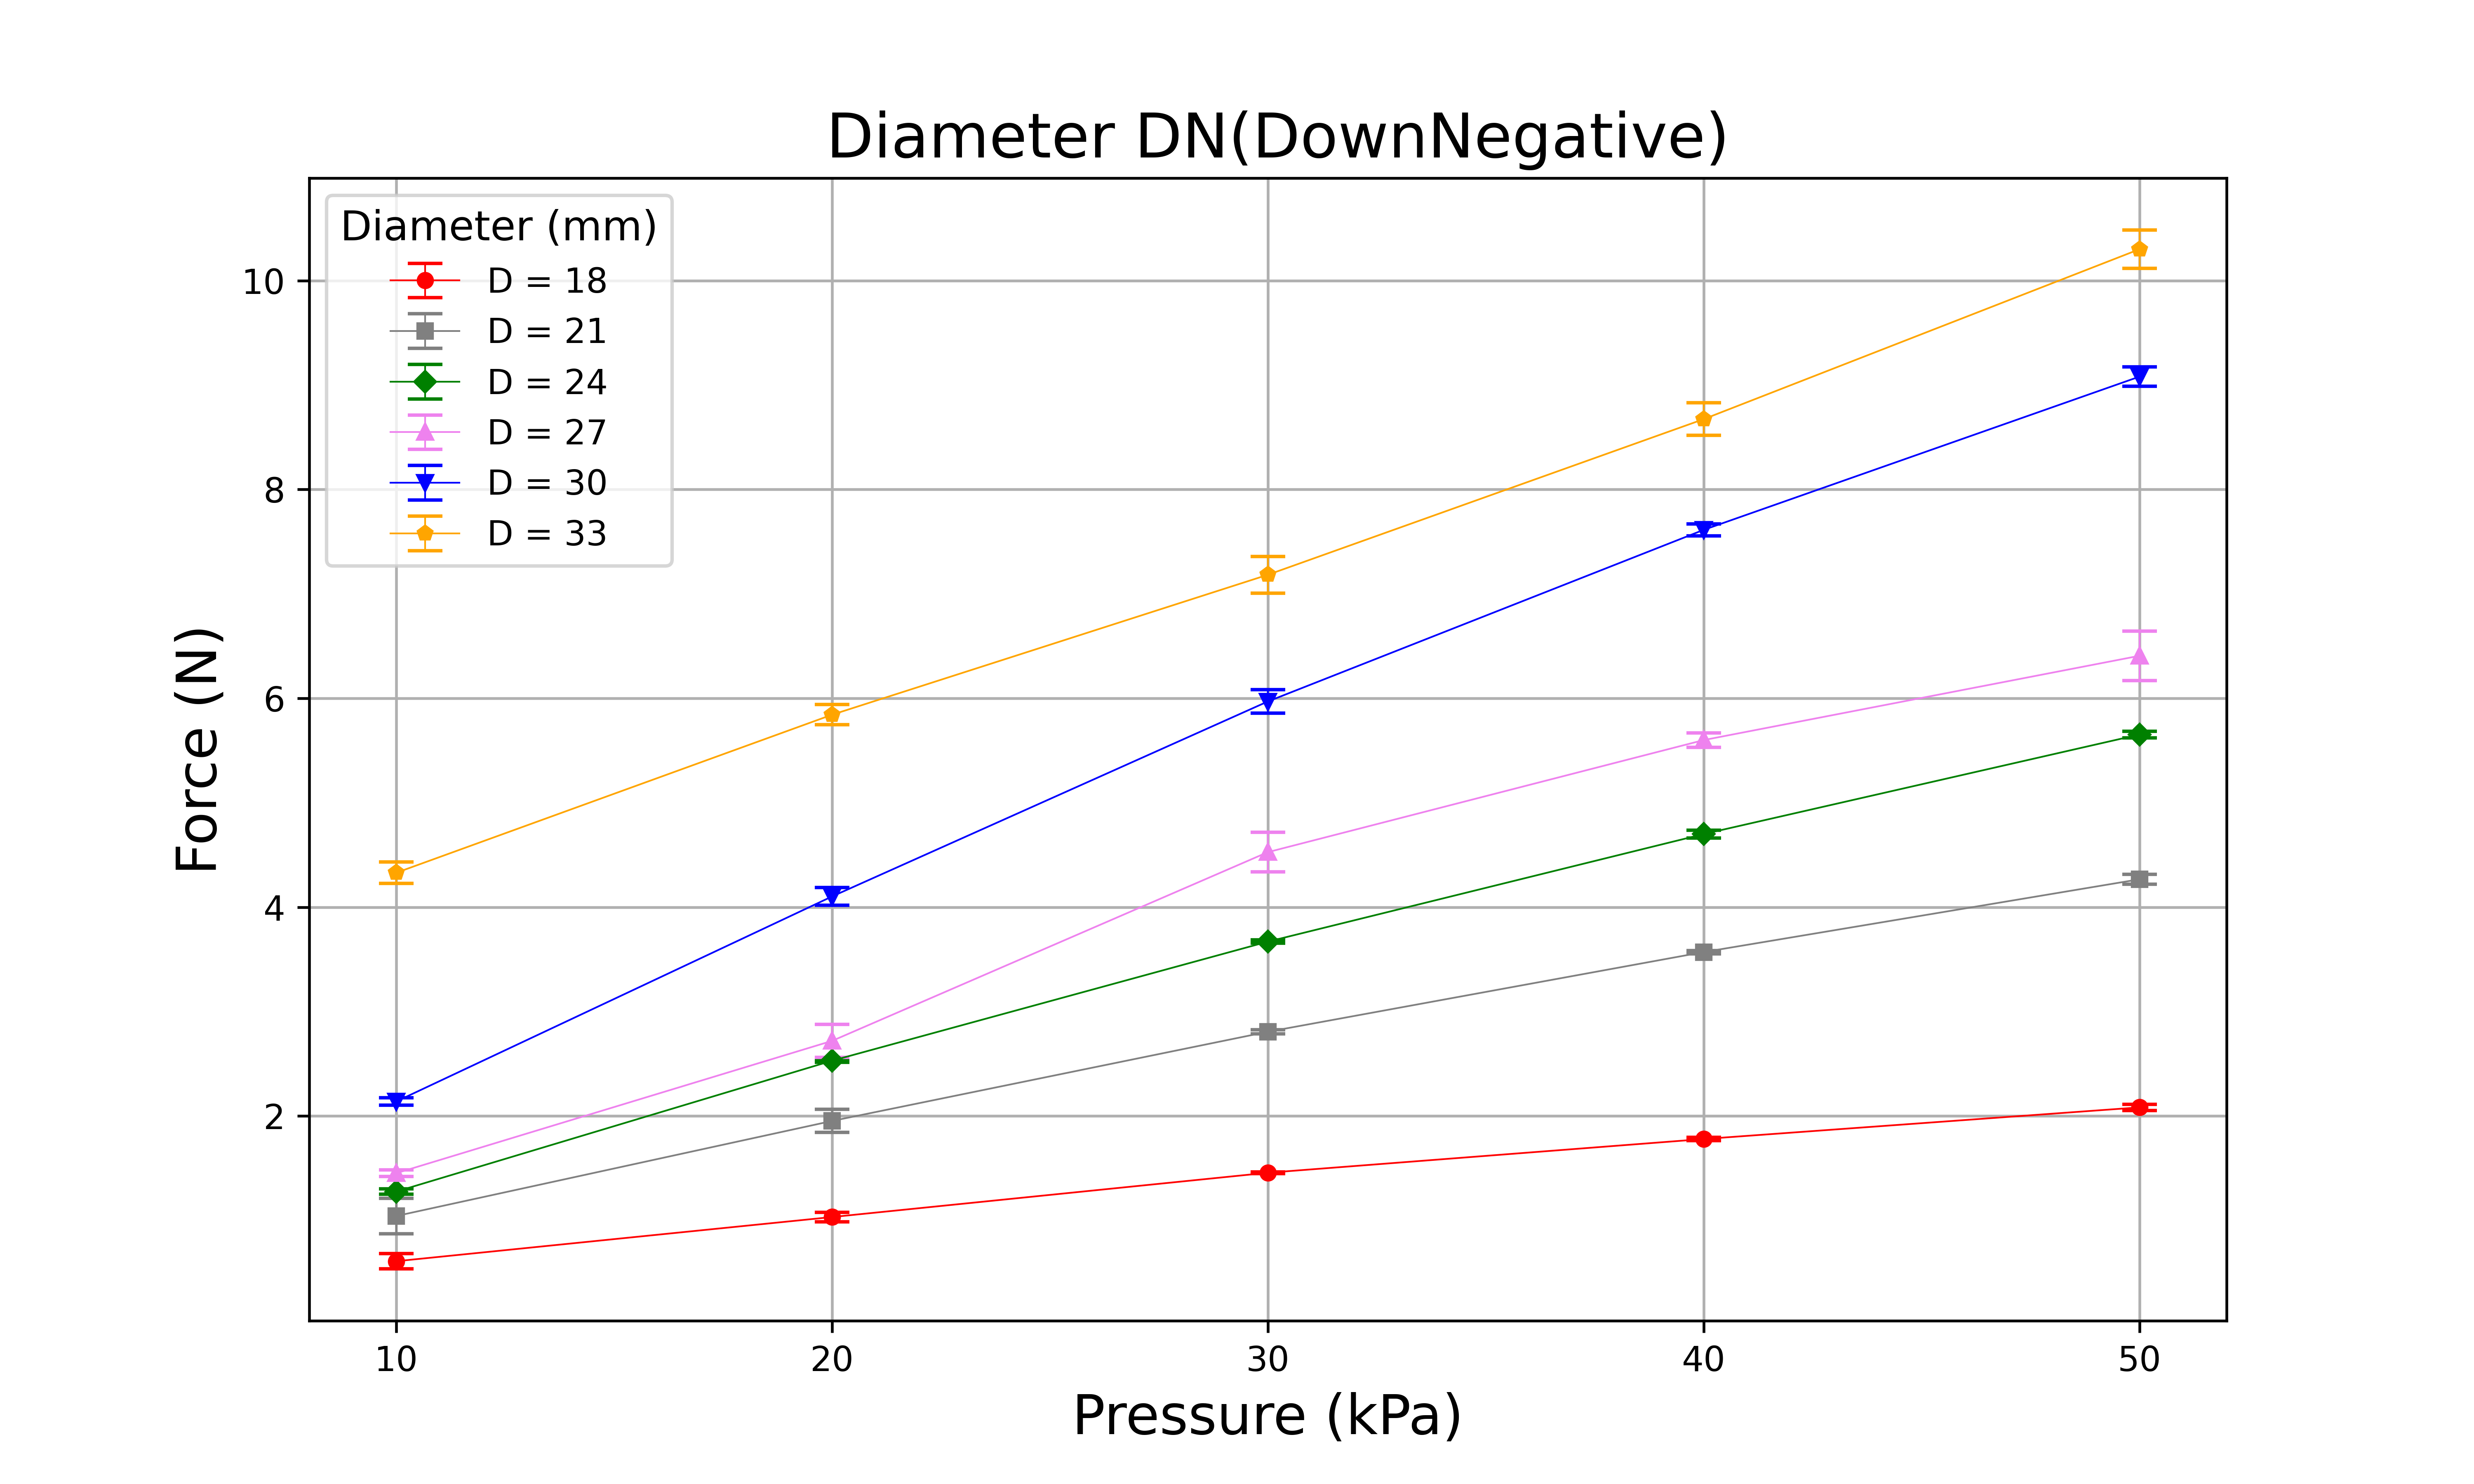 Diameter DN(DownNegative)
Diameter (mm)
D = 18
D = 21
D = 24
D = 27
D = 30
D = 33
10
8
6
4
2
Force (N)
10 20 30 40 50
Pressure (kPa)